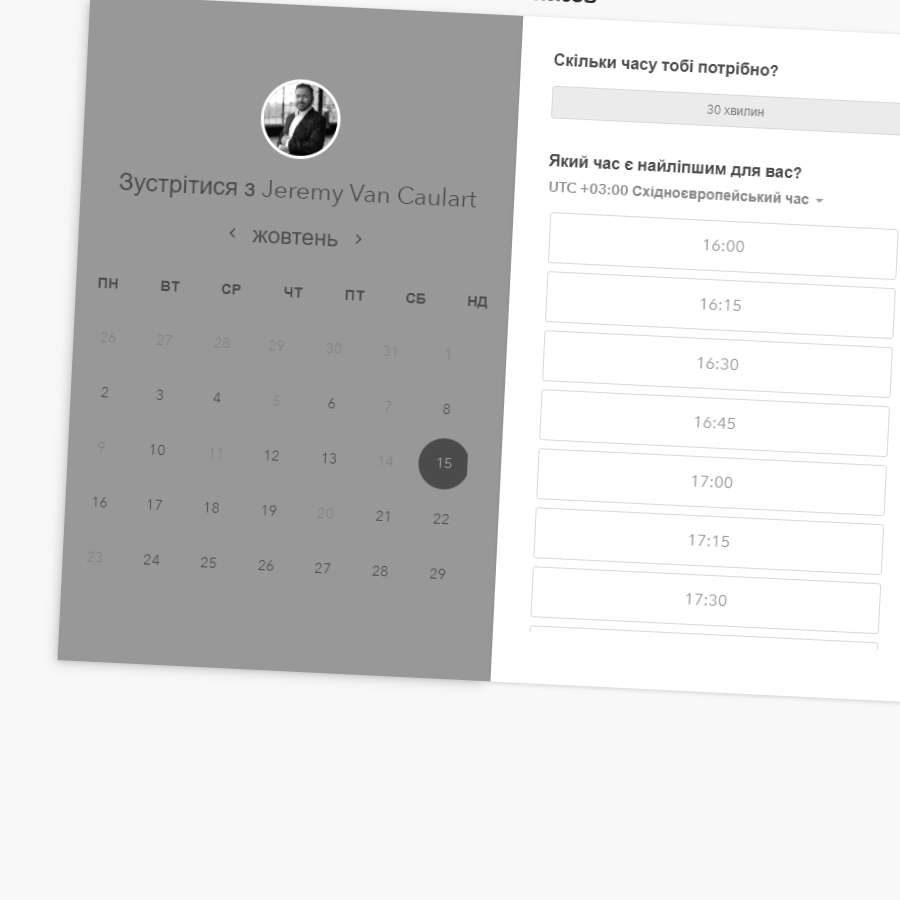 Зустрітися з Jeremy Van Caulart
жовтень
ПН ВТ СР ЧТ ПТ СБ НД
26 27 28 29 30 31 1
2 3 4 5 6 7 8
9 10 11 12 13 14 15
16 17 18 19 20 21 22
23 24 25 26 27 28 29
Скільки часу тобі потрібно?
30 хвилин
Який час є найліпшим для вас?
UTC +03:00 Східноєвропейський час
16:00
16:15
16:30
16:45
17:00
17:15
17:30